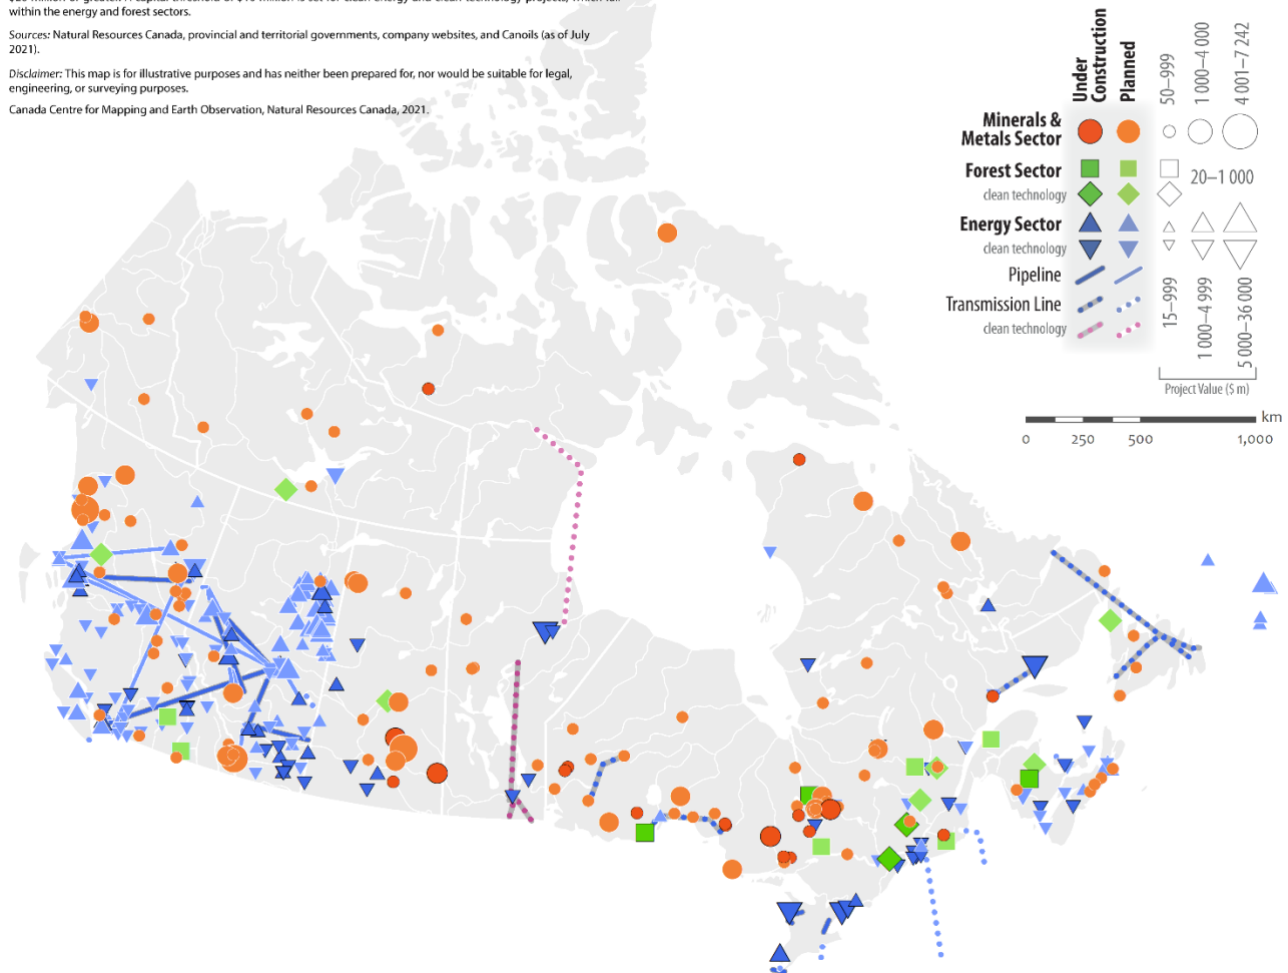 within the energy and forest sectors.
Sources: Natural Resources Canada, provincial and territorial governments, company websites, and Canoils (as of July
2021).
Disclaimer: This map is for illustrative purposes and has neither been prepared for, nor would be suitable for legal,
engineering, or surveying purposes.
Canada Centre for Mapping and Earth Observation, Natural Resources Canada, 2021.
Under
Construction
Planned
50–999
1 000–4 000
4 001–7 242
Minerals &
Metals Sector
Forest Sector
20–1 000
clean technology
Energy Sector
clean technology
Pipeline
Transmission Line
clean technology
15–999
1 000–4 999
5 000–36 000
Project Value ($ m)
km
0 250 500 1,000